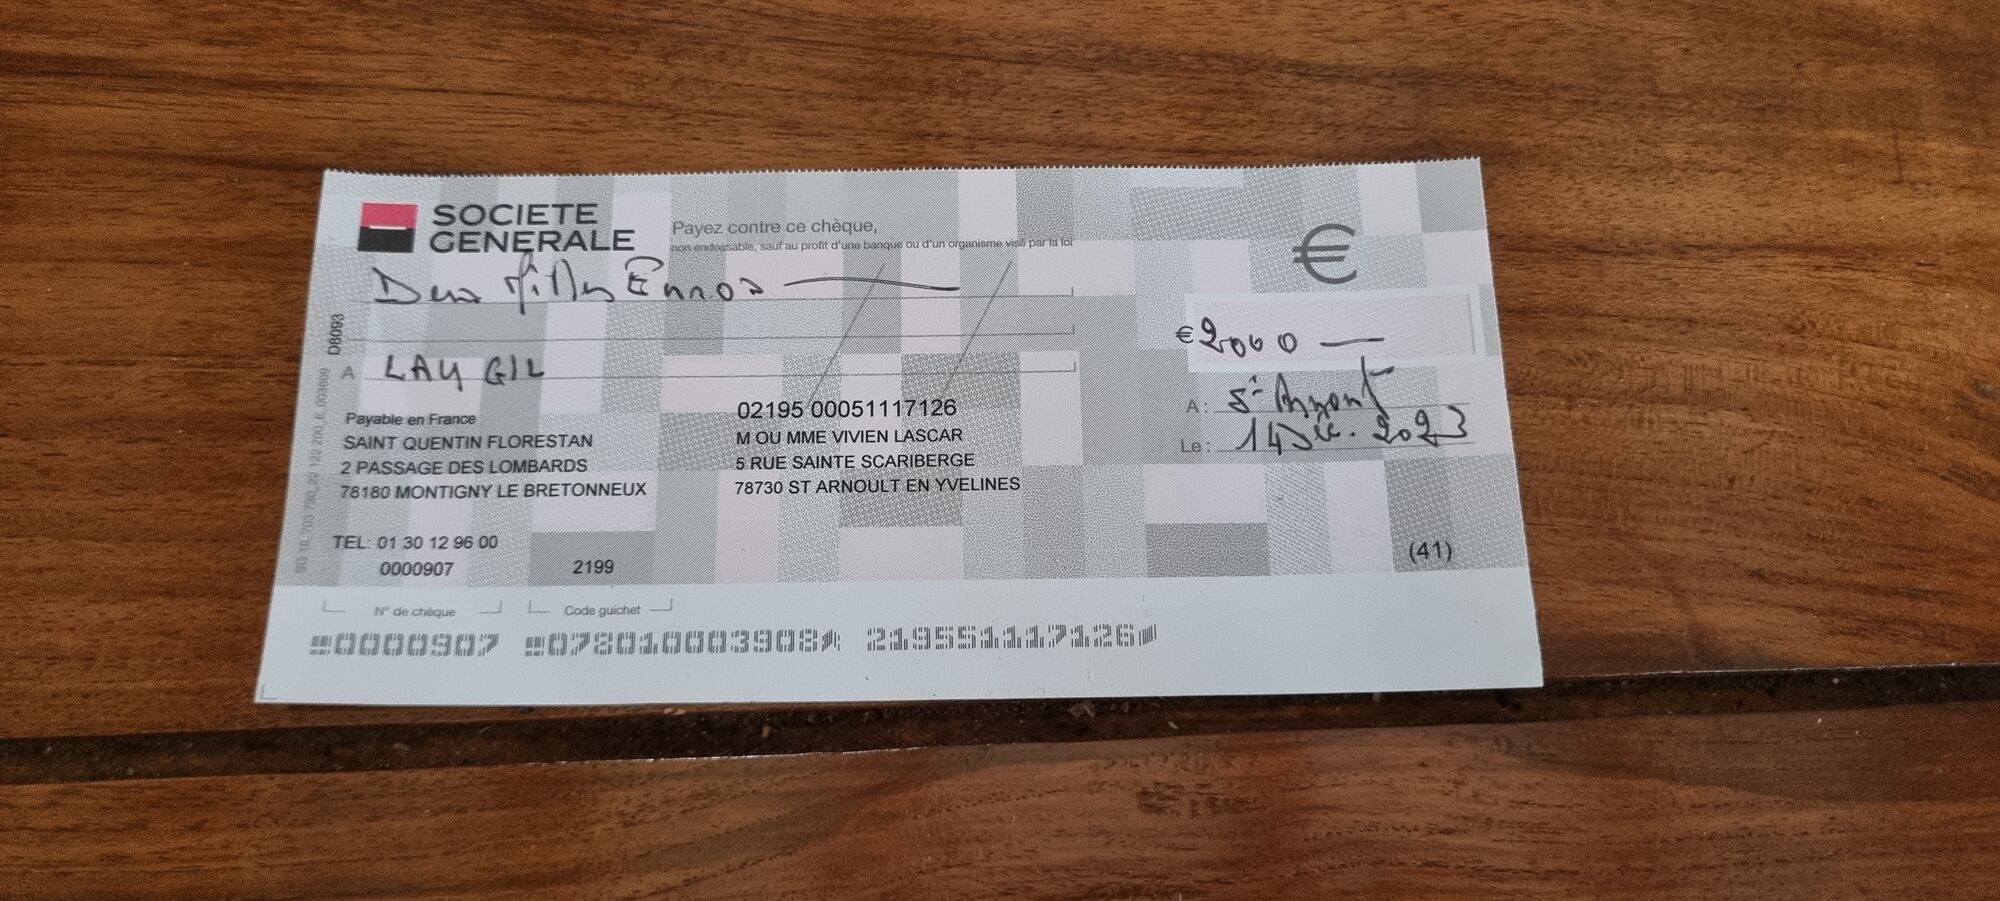 SOCIETE
GENERALE
Payez contre ce chèque,
non endossable, sauf au profit d'une banque ou d'un organisme visé par la loi
€
Deux Milles Euros
€ 2000
D8093
A LAY GIL
A: St Arnoult
Le: 14 Déc. 2023
Payable en France
SAINT QUENTIN FLORESTAN
2 PASSAGE DES LOMBARDS
78180 MONTIGNY LE BRETONNEUX
02195 00051117126
M OU MME VIVIEN LASCAR
5 RUE SAINTE SCARIBERGE
78730 ST ARNOULT EN YVELINES
TEL: 01 30 12 96 00
0000907
2199
(41)
N° de chèque
Code guichet
0000907 078010003908 219551117126